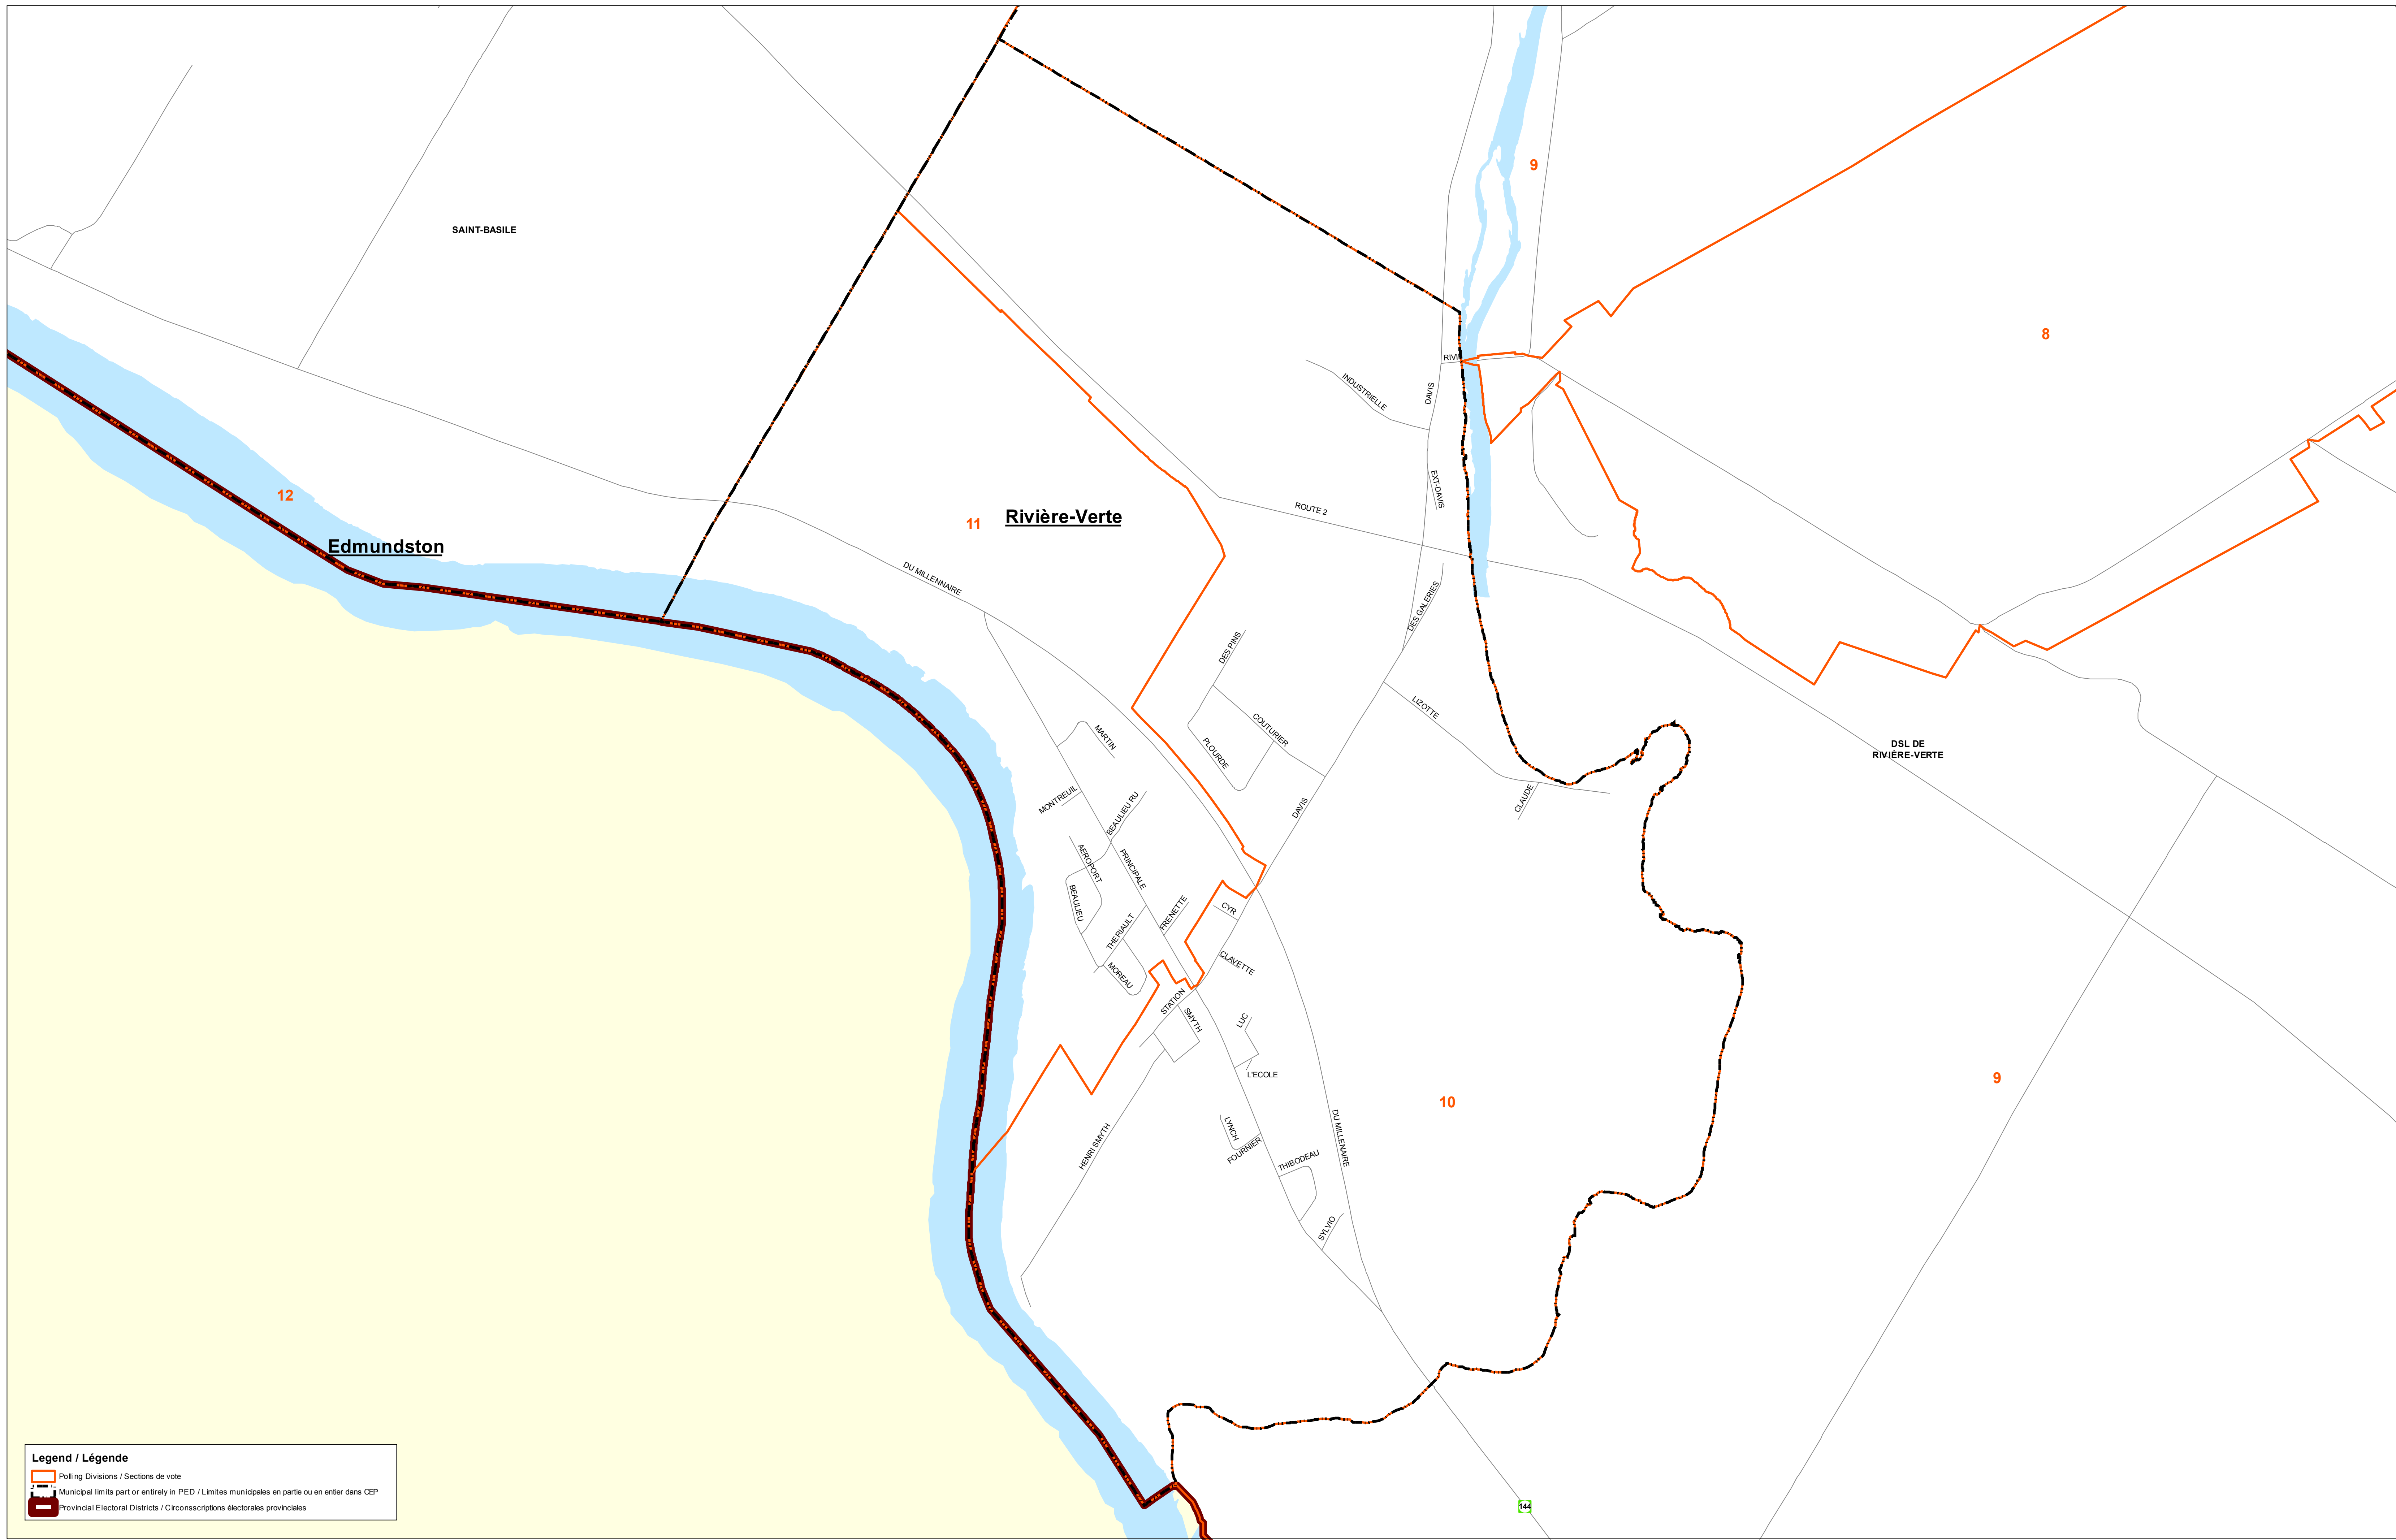 9
SAINT-BASILE
8
RIVI
INDUSTRIELLE
DAVIS
EXT-DAVIS
12
ROUTE 2
11
Rivière-Verte
Edmundston
DU MILLENNAIRE
DES GALERIES
DES PINS
LIZOTTE
COUTURIER
MARTIN
PLOURDE
DSL DE
RIVIÈRE-VERTE
MONTREUIL
BEAULIEU RU
CLAUDE
DAVIS
AEROPORT
PRINCIPALE
BEAULIEU
FRENETTE
CYR
THERIAULT
CLAVETTE
MOREAU
STATION
SMYTH
LUC
L'ECOLE
9
10
HENRI SMYTH
LYNCH
FOURNIER
DU MILLENAIRE
THIBODEAU
SYLVIO
144
Legend / Légende
Polling Divisions / Sections de vote
Municipal limits part or entirely in PED / Limites municipales en partie ou en entier dans CEP
Provincial Electoral Districts / Circonsscriptions électorales provinciales